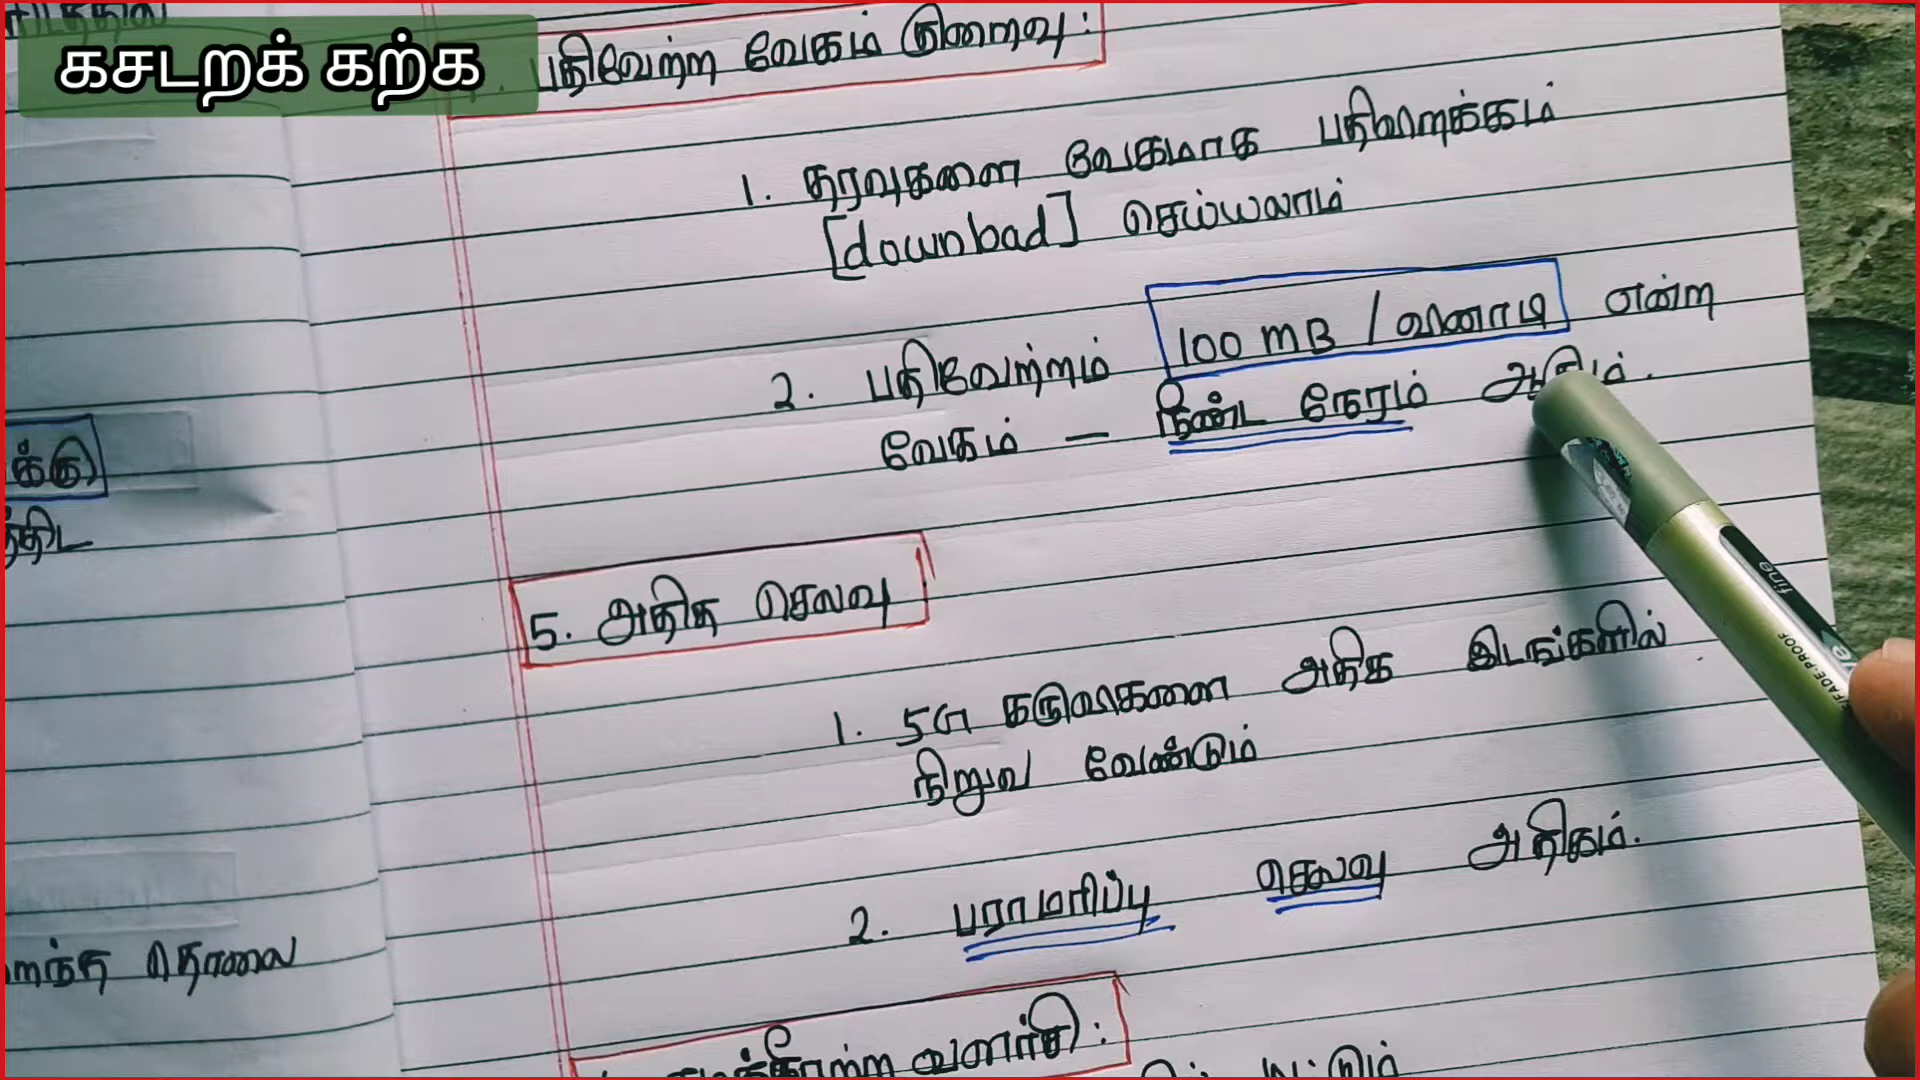 கசடறக் கற்க
பதிவேற்ற வேகம் குறைவு:
1. தரவுகளை வேகமாக பதிவிறக்கம்
[download] செய்யலாம்
2. பதிவேற்றம் 100 MB / வினாடி என்ற
வேகம் — நீண்ட நேரம் ஆகும்.
க்கு)
5. அதிக செலவு
1. 5G கருவிகளை அதிக இடங்களில்
நிறுவ வேண்டும்
2. பராமரிப்பு செலவு அதிகம்.
தொலை
வளர்ச்சி: